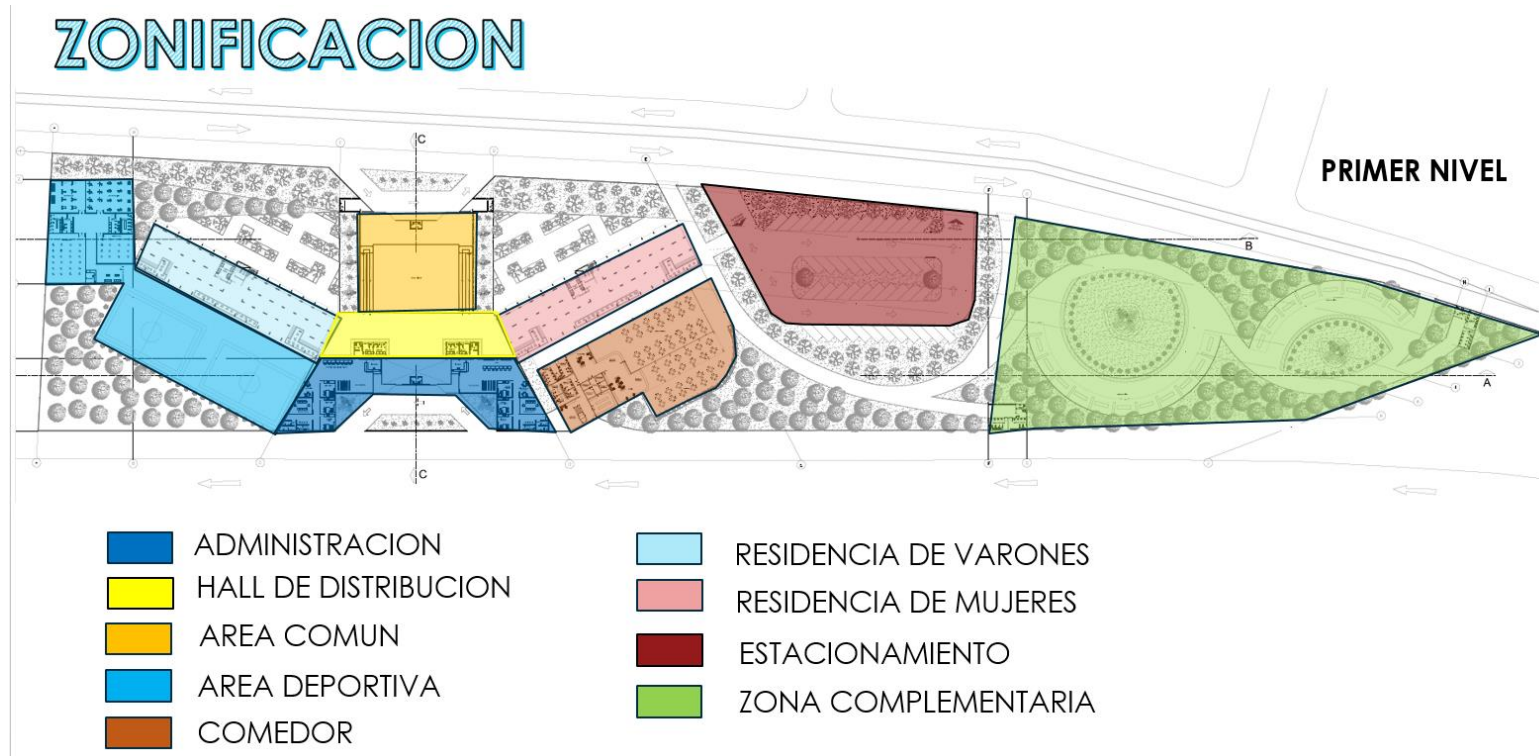 ZONIFICACION
PRIMER NIVEL
C
B
A
C
ADMINISTRACION
HALL DE DISTRIBUCION
AREA COMUN
AREA DEPORTIVA
COMEDOR
RESIDENCIA DE VARONES
RESIDENCIA DE MUJERES
ESTACIONAMIENTO
ZONA COMPLEMENTARIA